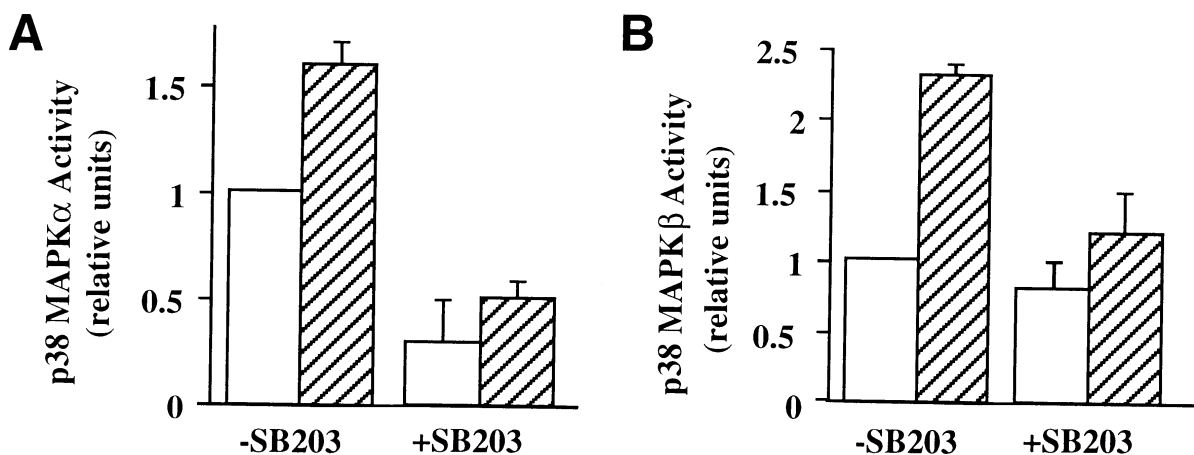 A
p38 MAPKα Activity
(relative units)
1.5
1
0.5
0
-SB203 +SB203
B
p38 MAPKβ Activity
(relative units)
2.5
2
1.5
1
0.5
0
-SB203 +SB203